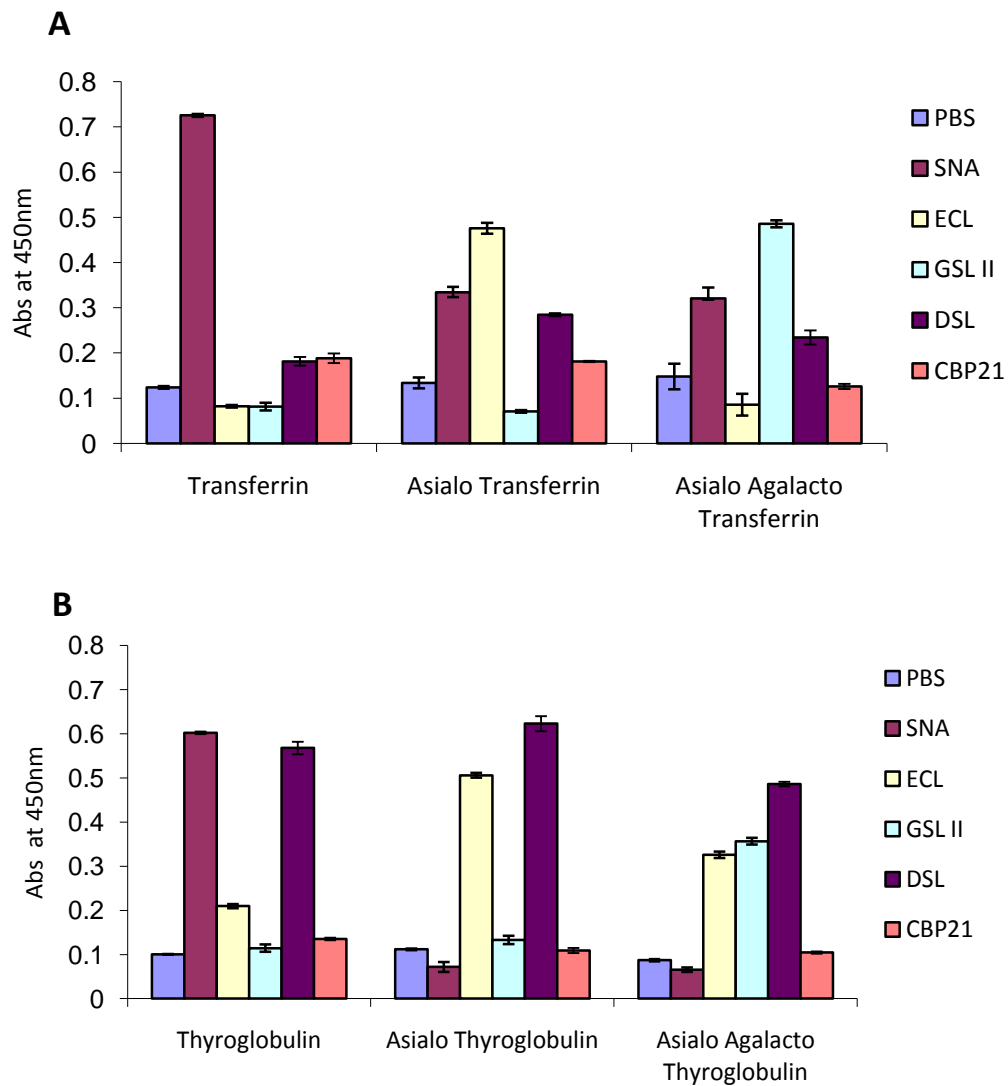 A
0.8
0.7
0.6
0.5
0.4
0.3
0.2
0.1
0
Abs at 450nm
Transferrin
Asialo Transferrin
Asialo Agalacto
Transferrin
PBS
SNA
ECL
GSL II
DSL
CBP21
B
0.8
0.7
0.6
0.5
0.4
0.3
0.2
0.1
0
Abs at 450nm
Thyroglobulin
Asialo Thyroglobulin
Asialo Agalacto
Thyroglobulin
PBS
SNA
ECL
GSL II
DSL
CBP21